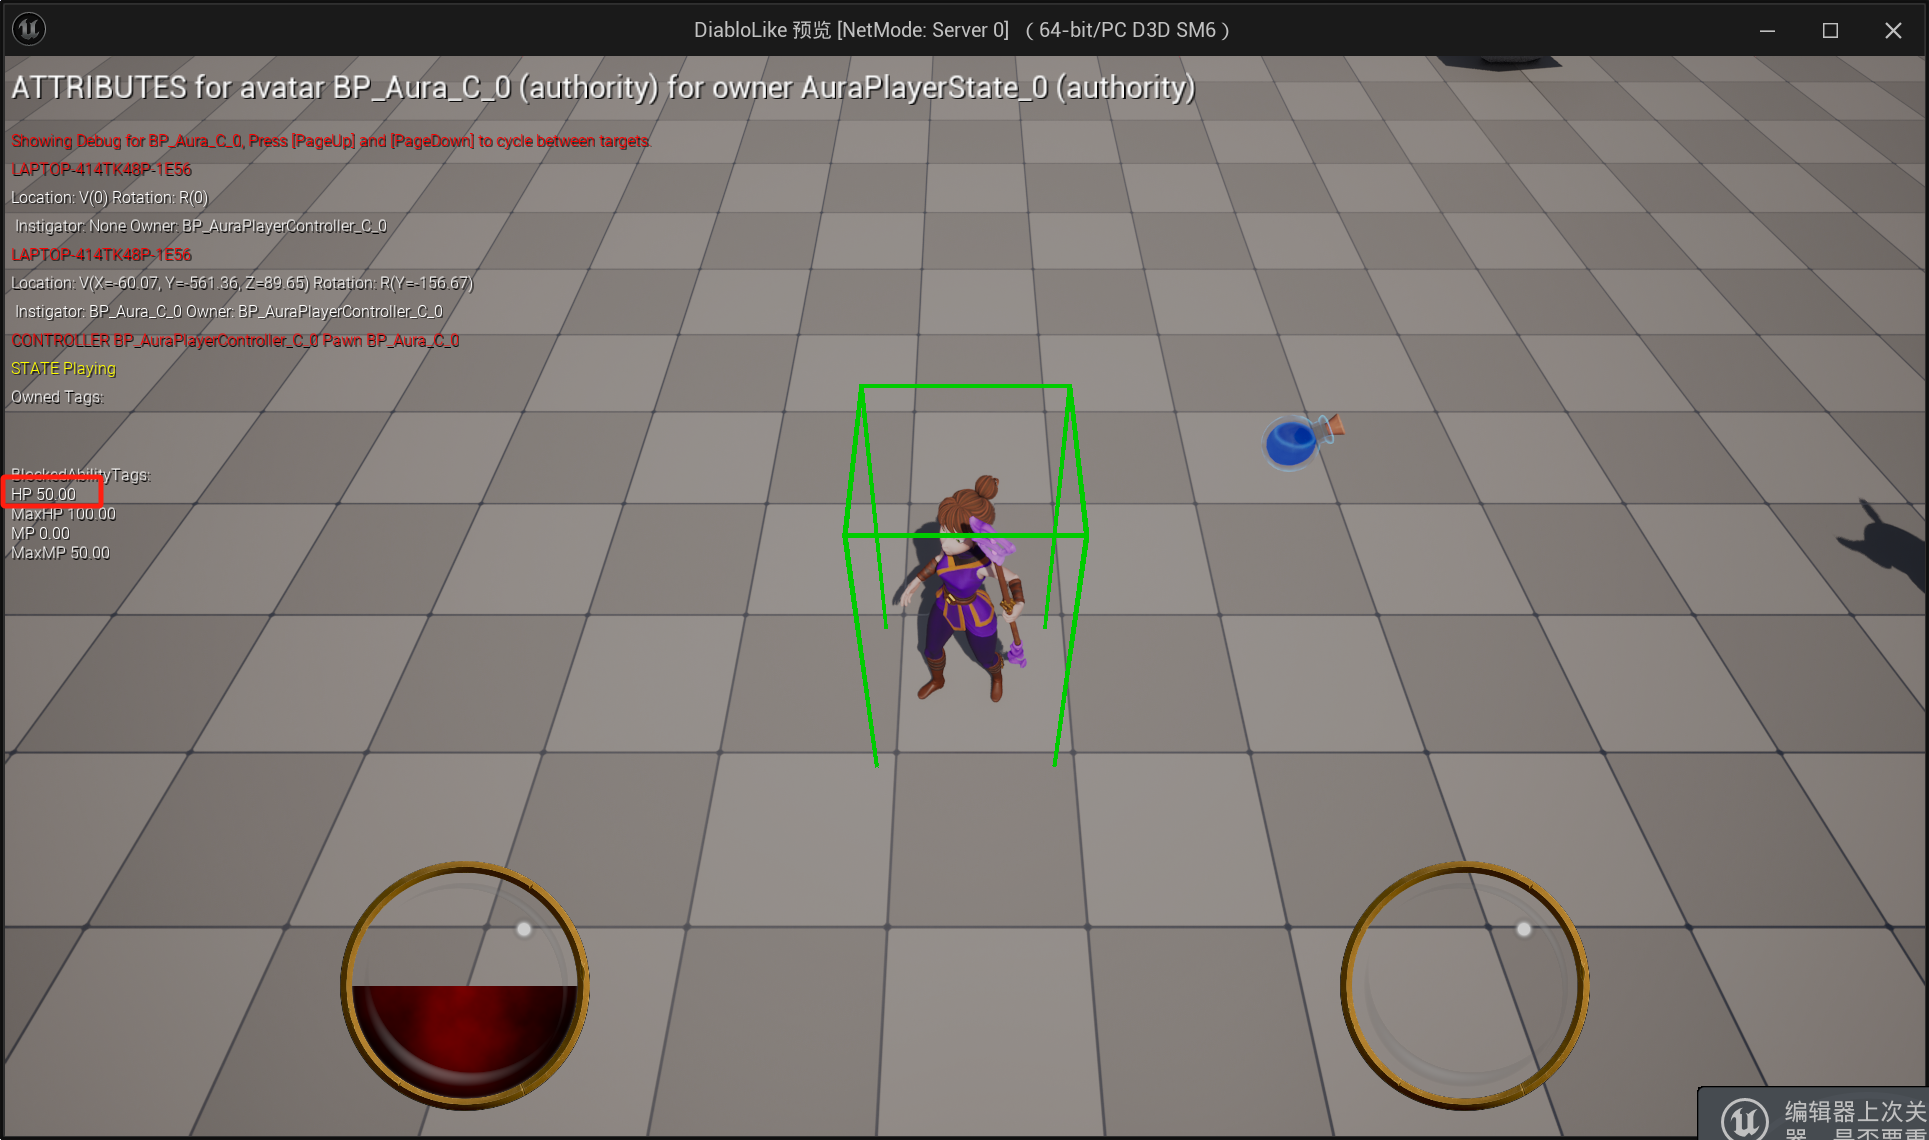 DiabloLike 预览 [NetMode: Server 0] （64-bit/PC D3D SM6）
ATTRIBUTES for avatar BP_Aura_C_0 (authority) for owner AuraPlayerState_0 (authority)
Showing Debug for BP_Aura_C_0, Press [PageUp] and [PageDown] to cycle between targets.
LAPTOP-414TK48P-1E56
Location: V(0) Rotation: R(0)
Instigator: None Owner: BP_AuraPlayerController_C_0
LAPTOP-414TK48P-1E56
Location: V(X=-60.07, Y=-561.36, Z=89.65) Rotation: R(Y=-156.67)
Instigator: BP_Aura_C_0 Owner: BP_AuraPlayerController_C_0
CONTROLLER BP_AuraPlayerController_C_0 Pawn BP_Aura_C_0
STATE Playing
Owned Tags:
BlockedAbilityTags:
HP 50.00
MaxHP 100.00
MP 0.00
MaxMP 50.00
编辑器上次关